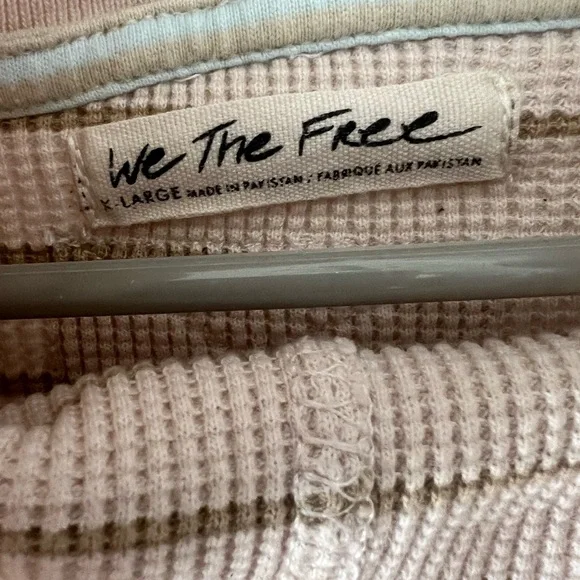 We The Free
X-LARGE MADE IN PAKISTAN / FABRIQUE AUX PAKISTAN